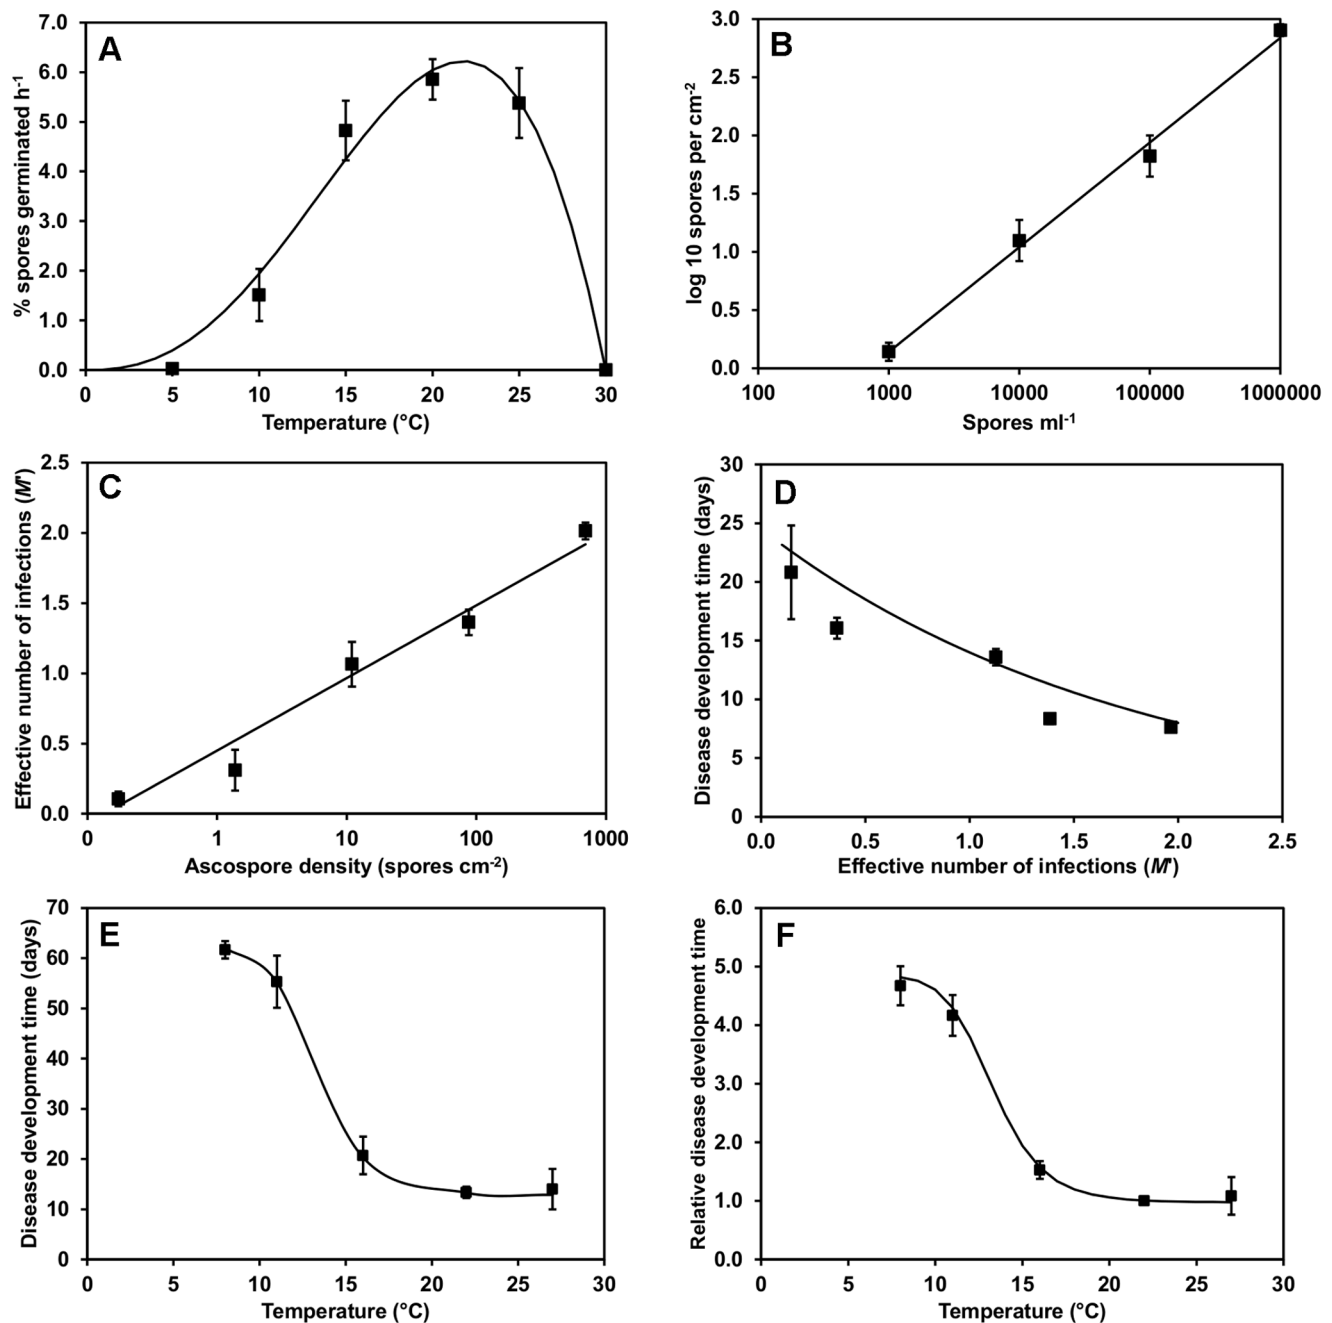 A
% spores germinated h-1
7.0
6.0
5.0
4.0
3.0
2.0
1.0
0.0
0 5 10 15 20 25 30
Temperature (°C)
B
log 10 spores per cm-2
3.0
2.5
2.0
1.5
1.0
0.5
0.0
100 1000 10000 100000 1000000
Spores ml-1
C
Effective number of infections (M')
2.5
2.0
1.5
1.0
0.5
0.0
0 1 10 100 1000
Ascospore density (spores cm-2)
D
Disease development time (days)
30
25
20
15
10
5
0
0.0 0.5 1.0 1.5 2.0 2.5
Effective number of infections (M')
E
Disease development time (days)
70
60
50
40
30
20
10
0
0 5 10 15 20 25 30
Temperature (°C)
F
Relative disease development time
6.0
5.0
4.0
3.0
2.0
1.0
0.0
0 5 10 15 20 25 30
Temperature (°C)